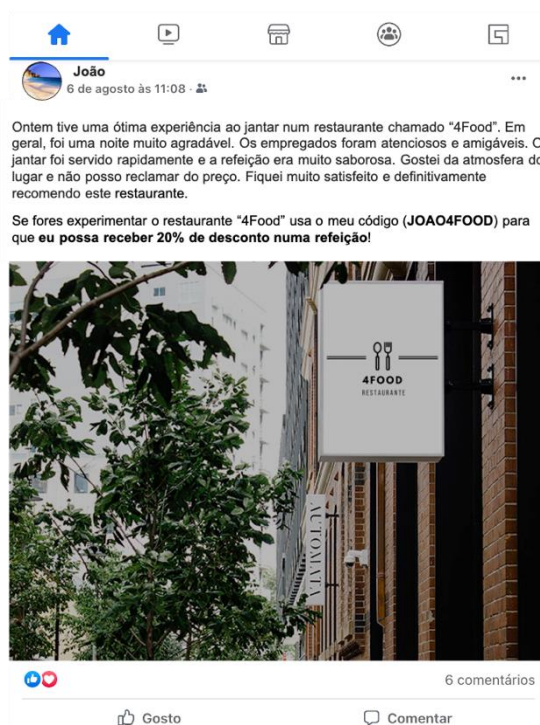 João
6 de agosto às 11:08
Ontem tive uma ótima experiência ao jantar num restaurante chamado “4Food”. Em
geral, foi uma noite muito agradável. Os empregados foram atenciosos e amigáveis. O
jantar foi servido rapidamente e a refeição era muito saborosa. Gostei da atmosfera do
lugar e não posso reclamar do preço. Fiquei muito satisfeito e definitivamente
recomendo este restaurante.
Se fores experimentar o restaurante “4Food” usa o meu código (JOAO4FOOD) para
que eu possa receber 20% de desconto numa refeição!
4FOOD
RESTAURANTE
AUTOMATA
6 comentários
Gosto
Comentar